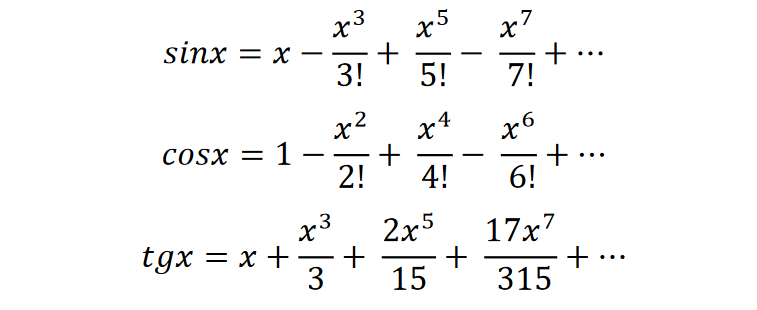 sinx = x − x³/3! + x⁵/5! − x⁷/7! + ⋯
cosx = 1 − x²/2! + x⁴/4! − x⁶/6! + ⋯
tgx = x + x³/3 + 2x⁵/15 + 17x⁷/315 + ⋯